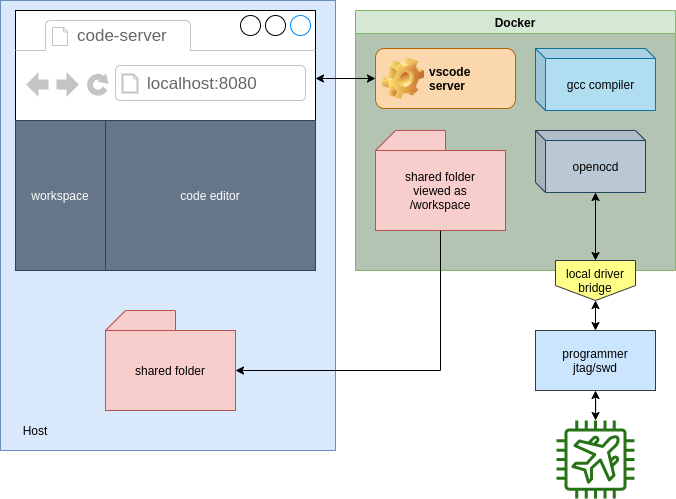 code-server
localhost:8080
workspace
code editor
shared folder
Host
Docker
vscode
server
gcc compiler
shared folder
viewed as
/workspace
openocd
local driver
bridge
programmer
jtag/swd